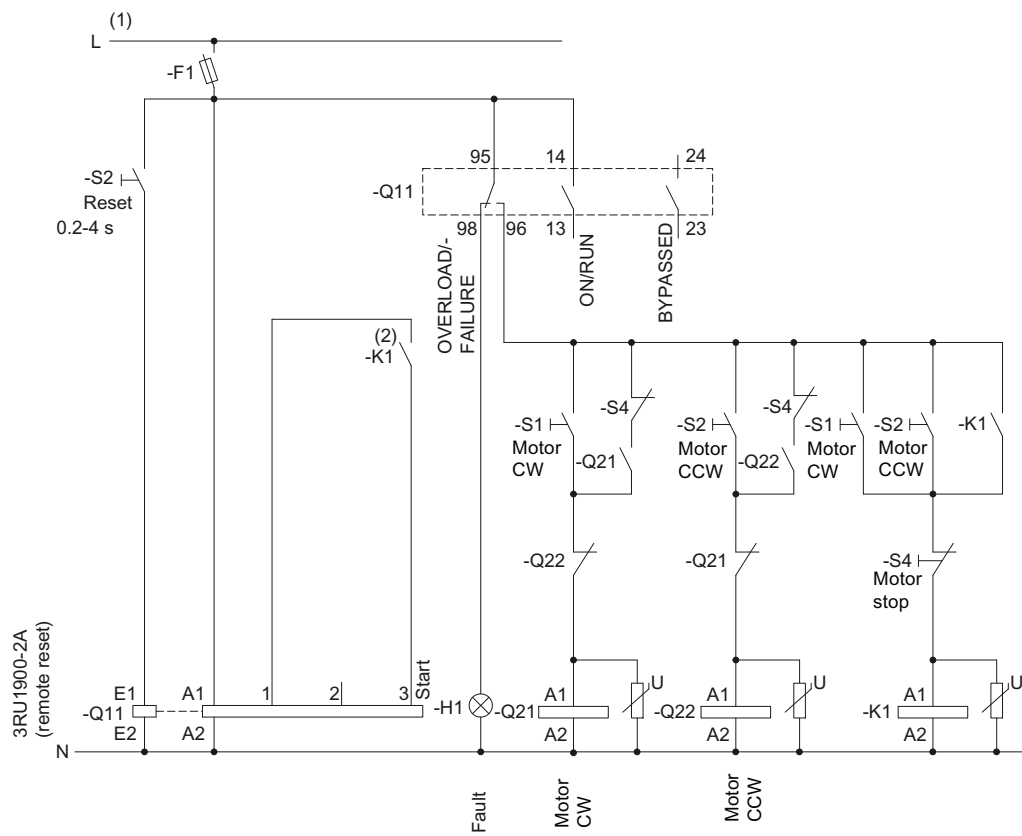 (1)
L
-F1
95
14
24
-S2
Reset
0.2-4 s
-Q11
98
96
13
23
OVERLOAD/-
FAILURE
ON/RUN
BYPASSED
(2)
-K1
-S4
-S4
-S1
Motor
CW
-Q21
-S2
Motor
CCW
-Q22
-S1
Motor
CW
-S2
Motor
CCW
-K1
-Q22
-Q21
-S4
Motor
stop
3RU1900-2A
(remote reset)
E1
A1
1
2
3
Start
-Q11
E2
A2
-H1
A1
-Q21
A2
U
A1
-Q22
A2
U
A1
-K1
A2
U
N
Fault
Motor
CW
Motor
CCW